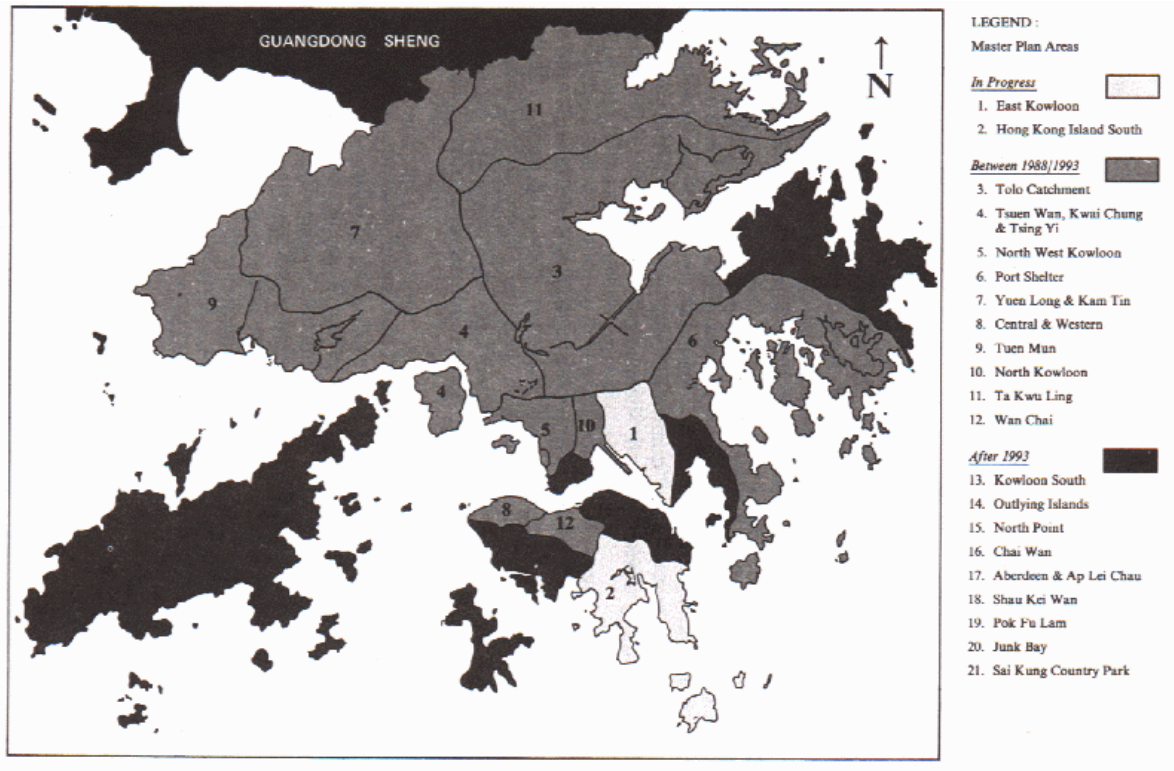 GUANGDONG SHENG
N
11
7
3
9
4
6
4
5
10
1
8
12
2
LEGEND :
Master Plan Areas
In Progress
1. East Kowloon
2. Hong Kong Island South
Between 1988/1993
3. Tolo Catchment
4. Tsuen Wan, Kwai Chung
& Tsing Yi
5. North West Kowloon
6. Port Shelter
7. Yuen Long & Kam Tin
8. Central & Western
9. Tuen Mun
10. North Kowloon
11. Ta Kwu Ling
12. Wan Chai
After 1993
13. Kowloon South
14. Outlying Islands
15. North Point
16. Chai Wan
17. Aberdeen & Ap Lei Chau
18. Shau Kei Wan
19. Pok Fu Lam
20. Junk Bay
21. Sai Kung Country Park